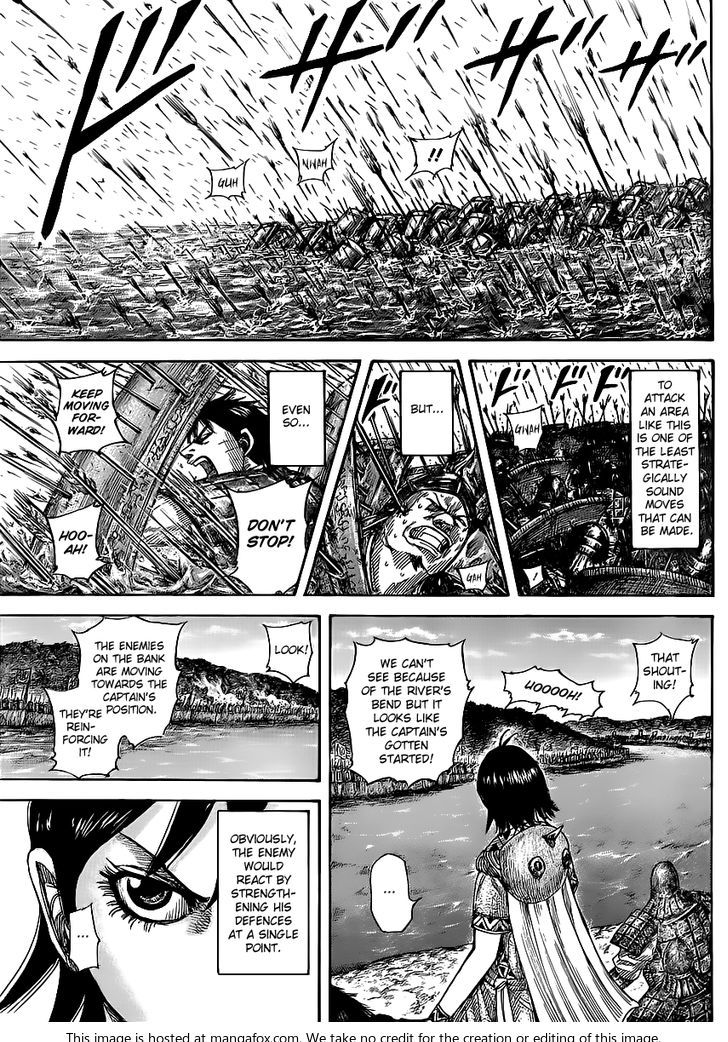 ザザザド
!!
NNAH
GUH
TO
ATTACK
AN AREA
LIKE THIS
IS ONE OF
THE LEAST
STRATE-
GICALLY
SOUND
MOVES
THAT CAN
BE MADE.
ドドド
GWAH
BUT...
GAH
EVEN
SO...
KEEP
MOVING
FOR-
WARD!
DON'T
STOP!
HOO-
AH!
THAT
SHOUT-
ING!
UOOOOH!
WE CAN'T
SEE BECAUSE
OF THE RIVER'S
BEND BUT IT
LOOKS LIKE
THE CAPTAIN'S
GOTTEN
STARTED!
...
LOOK!
THE ENEMIES
ON THE BANK
ARE MOVING
TOWARDS THE
CAPTAIN'S
POSITION.
THEY'RE
REIN-
FORCING
IT!
OBVIOUSLY,
THE ENEMY
WOULD
REACT BY
STRENGTH-
ENING HIS
DEFENCES
AT A SINGLE
POINT.
...
This image is hosted at mangafox.com. We take no credit for the creation or editing of this image.